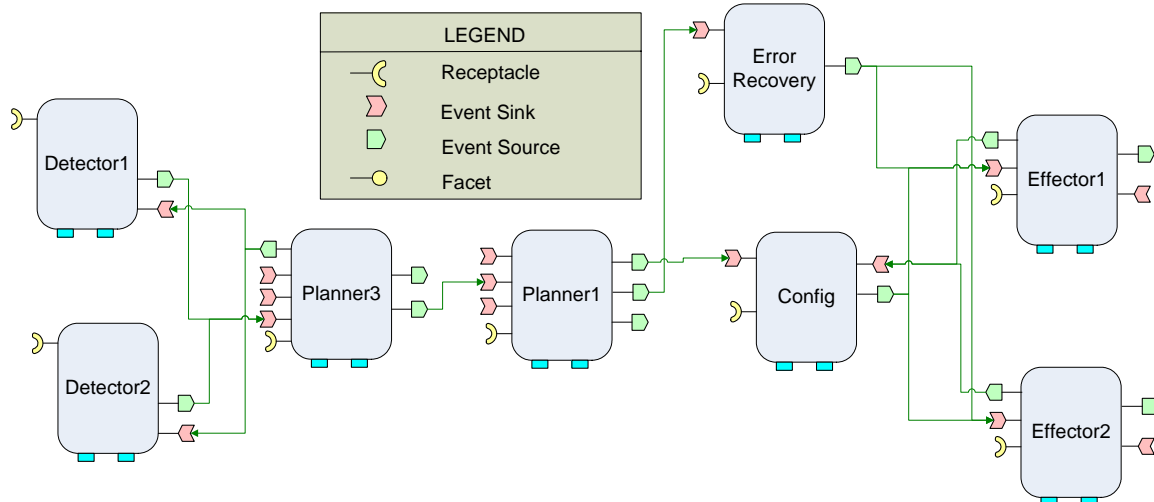 LEGEND
Receptacle
Event Sink
Event Source
Facet
Error
Recovery
Detector1
Effector1
Planner3
Planner1
Config
Detector2
Effector2